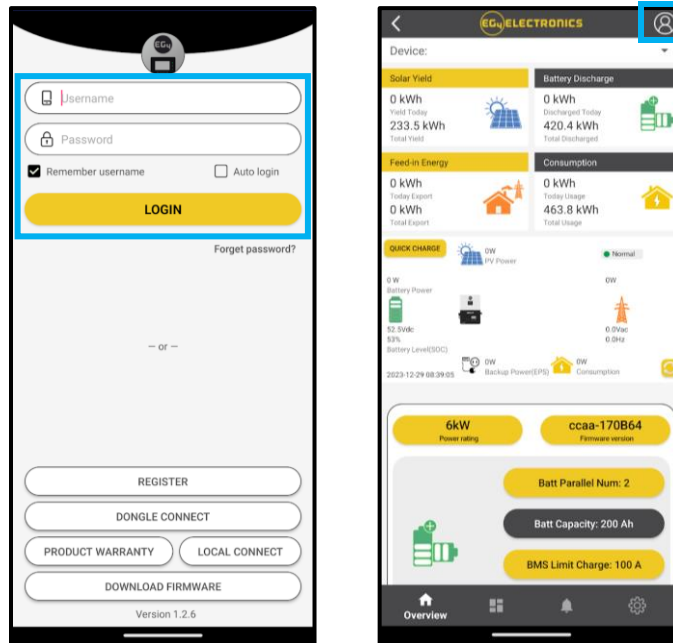 EG4
Username
Password
Remember username
Auto login
LOGIN
Forget password?
— or —
REGISTER
DONGLE CONNECT
PRODUCT WARRANTY
LOCAL CONNECT
DOWNLOAD FIRMWARE
Version 1.2.6
EG4 ELECTRONICS
Device:
Solar Yield
Battery Discharge
0 kWh
0 kWh
Yield Today
Discharged Today
233.5 kWh
420.4 kWh
Total Yield
Total Discharged
Feed-in Energy
Consumption
0 kWh
0 kWh
Today Export
Today Usage
0 kWh
463.8 kWh
Total Export
Total Usage
QUICK CHARGE
0W
PV Power
Normal
0 W
Battery Power
0W
52.5Vdc
53%
Battery Level(SOC)
0.0Vac
0.0Hz
2023-12-29 08:39:05
0W
Backup Power(EPS)
0W
Consumption
6kW
Power rating
ccaa-170B64
Firmware version
Batt Parallel Num: 2
Batt Capacity: 200 Ah
BMS Limit Charge: 100 A
Overview